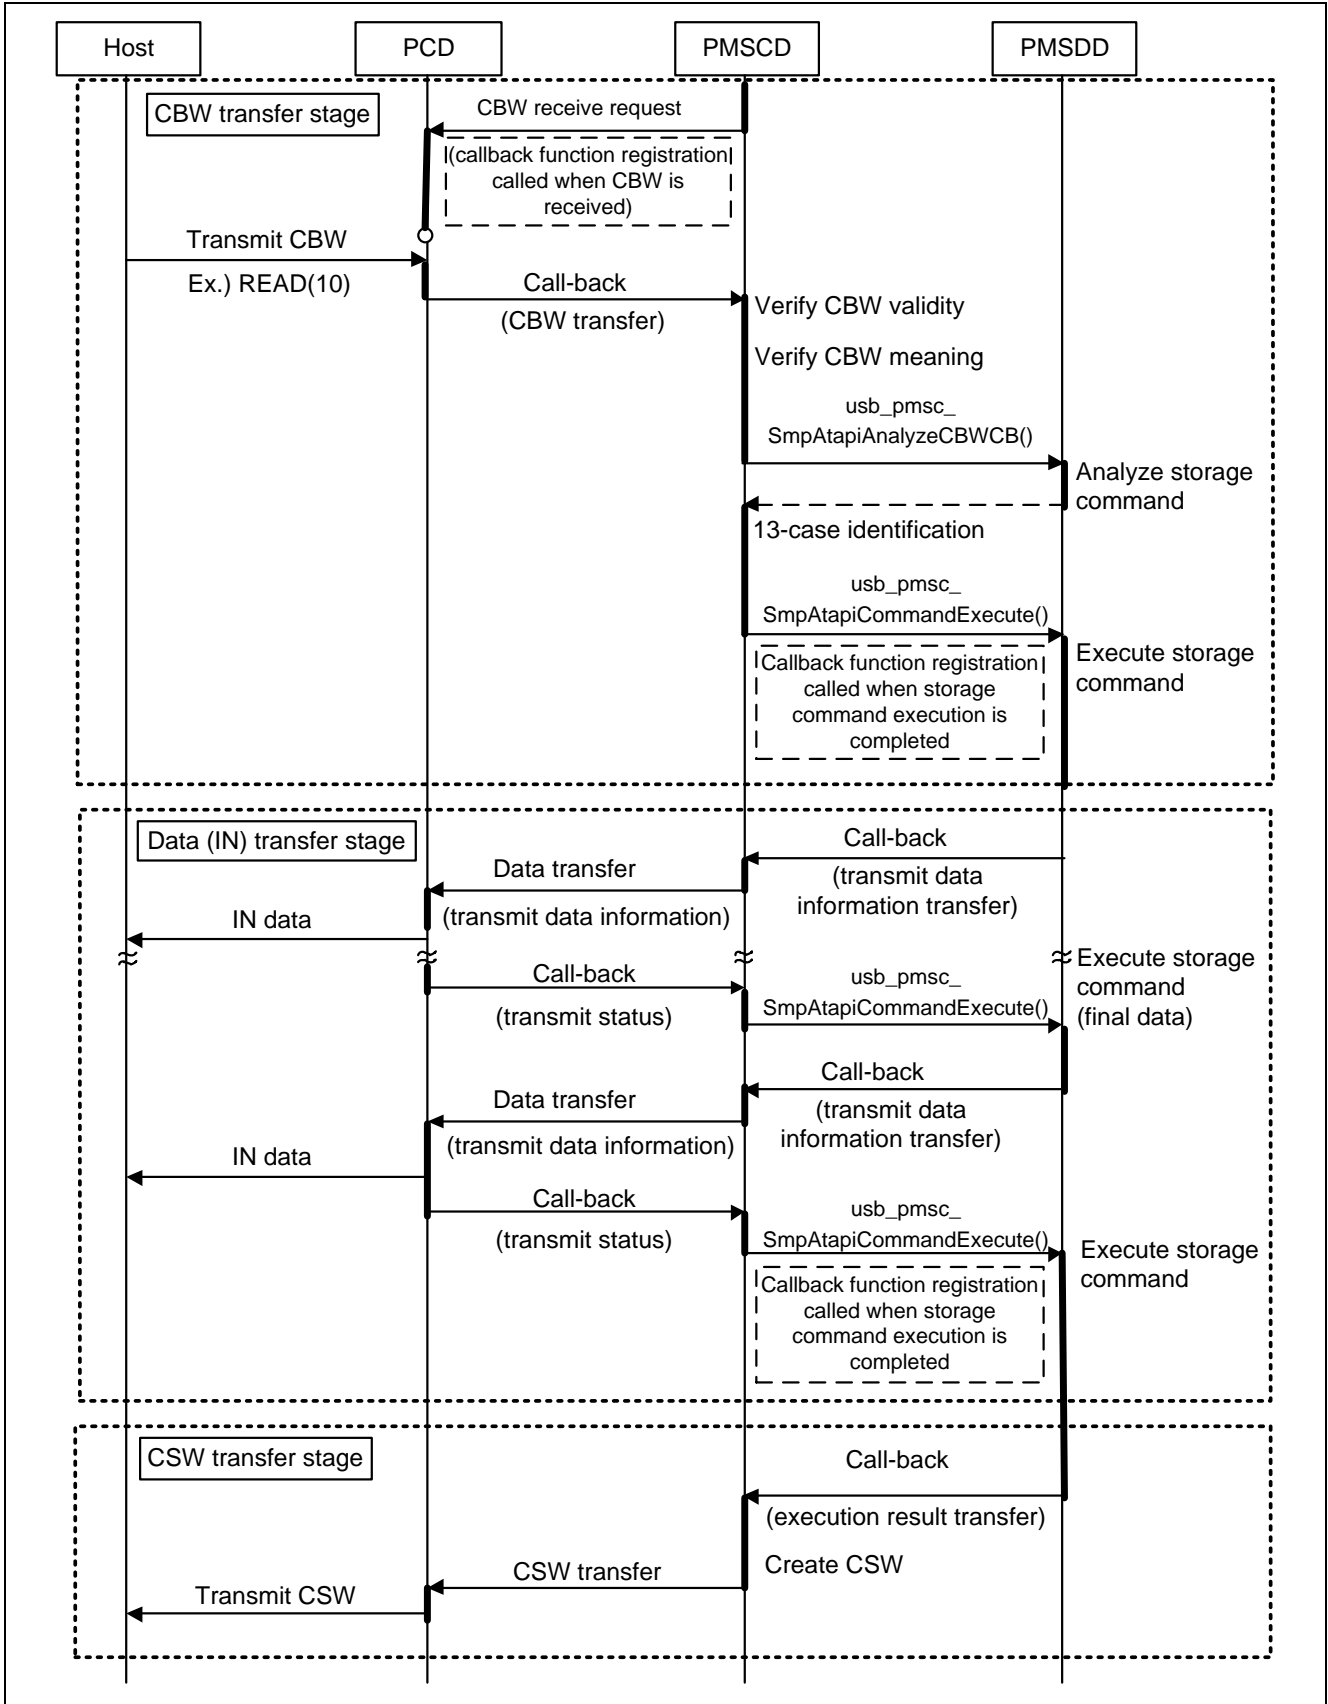 Host
PCD
PMSCD
PMSDD
CBW transfer stage
CBW receive request
(callback function registration
called when CBW is
received)
Transmit CBW
Ex.) READ(10)
Call-back
(CBW transfer)
Verify CBW validity
Verify CBW meaning
usb_pmsc_
SmpAtapiAnalyzeCBWCB()
Analyze storage
command
13-case identification
usb_pmsc_
SmpAtapiCommandExecute()
Execute storage
command
Callback function registration
called when storage
command execution is
completed
Data (IN) transfer stage
Call-back
(transmit data
information transfer)
Data transfer
(transmit data information)
IN data
Call-back
(transmit status)
usb_pmsc_
SmpAtapiCommandExecute()
Execute storage
command
(final data)
Call-back
(transmit data
information transfer)
Data transfer
(transmit data information)
IN data
Call-back
(transmit status)
usb_pmsc_
SmpAtapiCommandExecute()
Execute storage
command
Callback function registration
called when storage
command execution is
completed
CSW transfer stage
Call-back
(execution result transfer)
Create CSW
CSW transfer
Transmit CSW